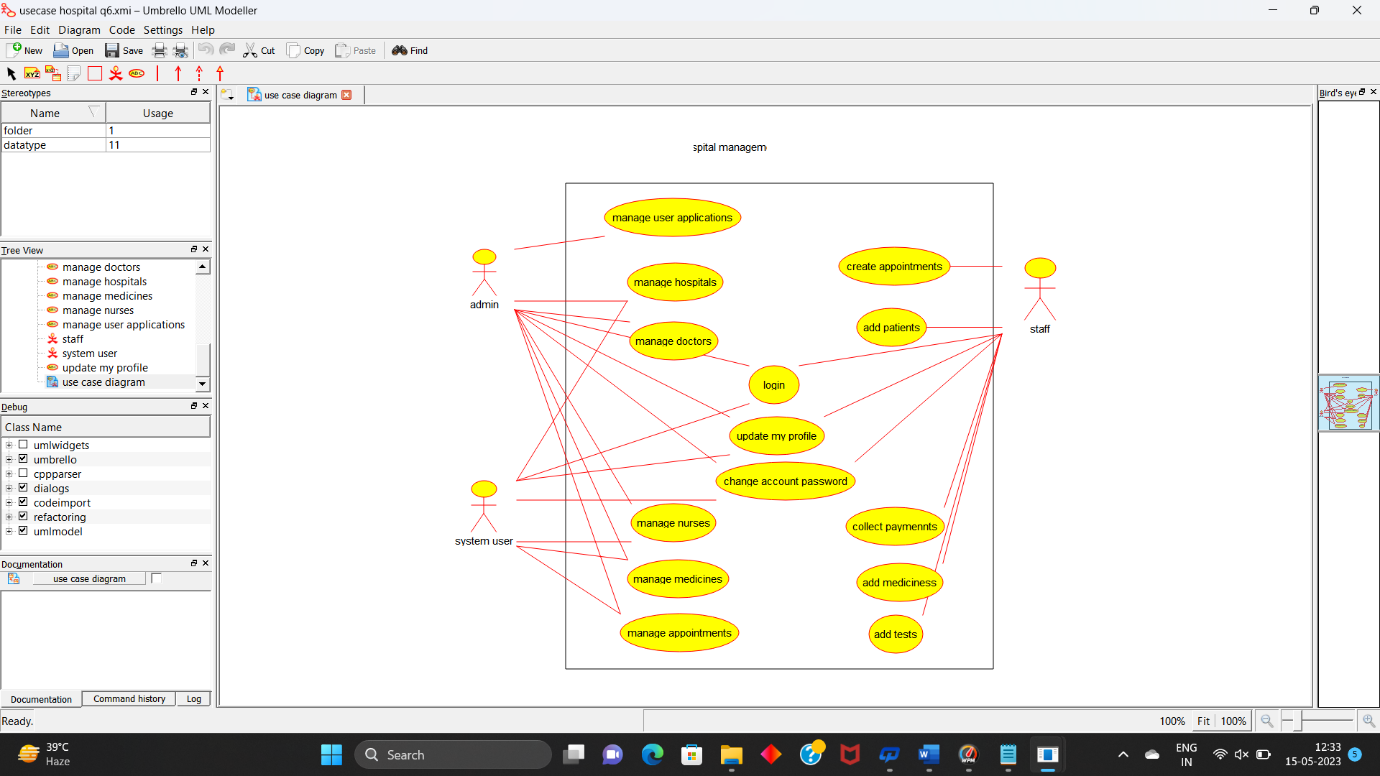 usecase hospital q6.xmi – Umbrello UML Modeller
File Edit Diagram Code Settings Help
New Open Save Cut Copy Paste Find
XYZ ABC
Stereotypes
Name Usage
folder 1
datatype 11
Tree View
manage doctors
manage hospitals
manage medicines
manage nurses
manage user applications
staff
system user
update my profile
use case diagram
Debug
Class Name
umlwidgets
umbrello
cppparser
dialogs
codeimport
refactoring
umlmodel
Documentation
use case diagram
Documentation Command history Log
Ready.
use case diagram
spital managem
manage user applications
admin
manage hospitals
manage doctors
create appointments
add patients
staff
login
update my profile
change account password
system user
manage nurses
manage medicines
manage appointments
collect paymennts
add mediciness
add tests
Bird's eye
100% Fit 100%
39°C
Haze
Search
ENG
IN
12:33
15-05-2023
5